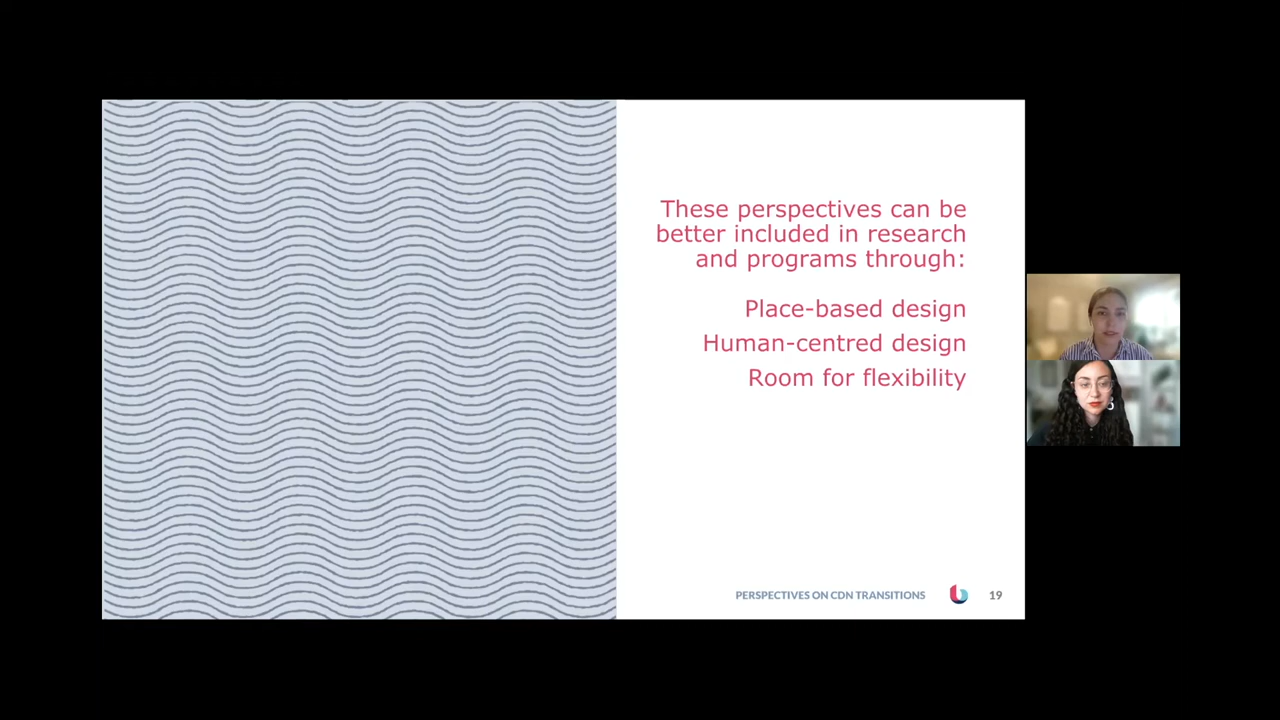 These perspectives can be
better included in research
and programs through:
Place-based design
Human-centred design
Room for flexibility
PERSPECTIVES ON CDN TRANSITIONS
19